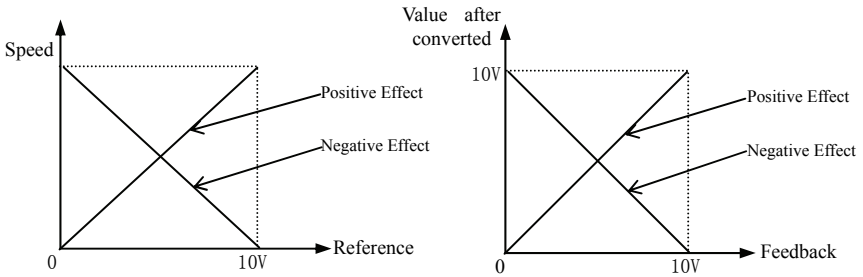 Speed
Positive Effect
Negative Effect
0
10V
Reference
Value after
converted
10V
Positive Effect
Negative Effect
0
10V
Feedback